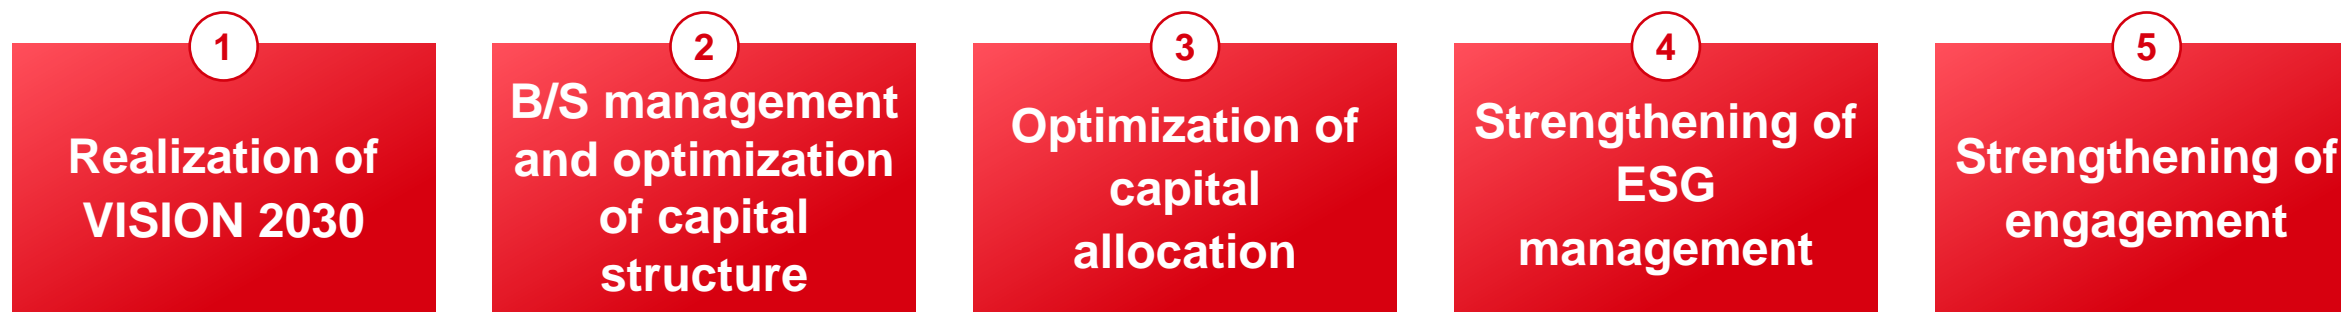 1
Realization of
VISION 2030
2
B/S management
and optimization
of capital
structure
3
Optimization of
capital
allocation
4
Strengthening of
ESG
management
5
Strengthening of
engagement